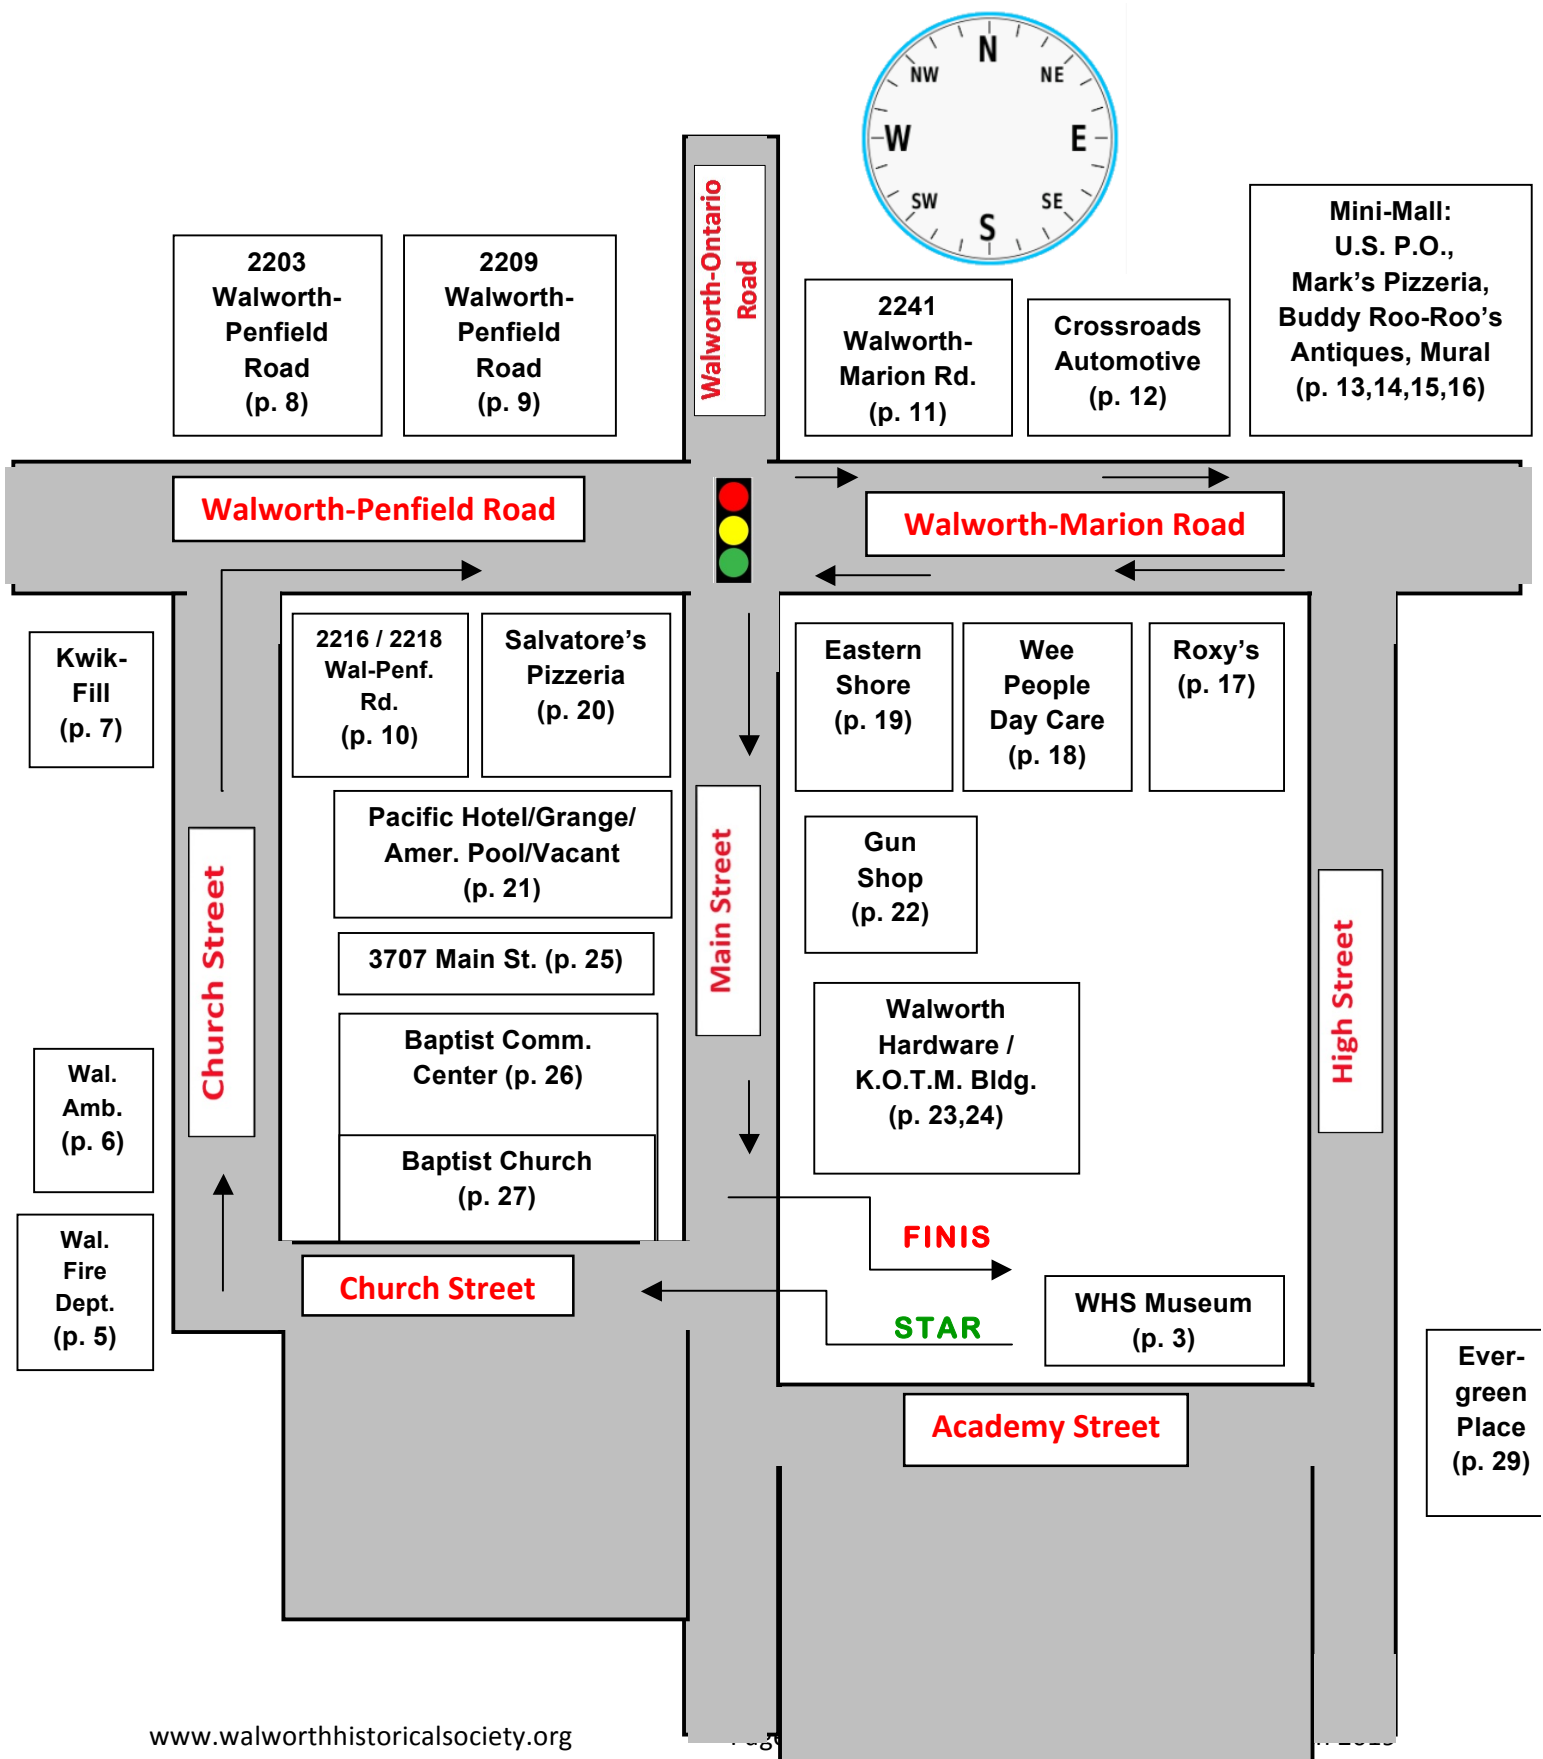 N
NW
NE
W
E
SW
SE
S
Walworth-Ontario
Road
2203
Walworth-
Penfield
Road
(p. 8)
2209
Walworth-
Penfield
Road
(p. 9)
2241
Walworth-
Marion Rd.
(p. 11)
Crossroads
Automotive
(p. 12)
Mini-Mall:
U.S. P.O.,
Mark's Pizzeria,
Buddy Roo-Roo's
Antiques, Mural
(p. 13,14,15,16)
Walworth-Penfield Road
Walworth-Marion Road
Kwik-
Fill
(p. 7)
2216 / 2218
Wal-Penf.
Rd.
(p. 10)
Salvatore's
Pizzeria
(p. 20)
Eastern
Shore
(p. 19)
Wee
People
Day Care
(p. 18)
Roxy's
(p. 17)
Pacific Hotel/Grange/
Amer. Pool/Vacant
(p. 21)
Gun
Shop
(p. 22)
Church Street
Main Street
High Street
3707 Main St. (p. 25)
Walworth
Hardware /
K.O.T.M. Bldg.
(p. 23,24)
Baptist Comm.
Center (p. 26)
Wal.
Amb.
(p. 6)
Baptist Church
(p. 27)
Wal.
Fire
Dept.
(p. 5)
FINIS
Church Street
STAR
WHS Museum
(p. 3)
Ever-
green
Place
(p. 29)
Academy Street
www.walworthhistoricalsociety.org